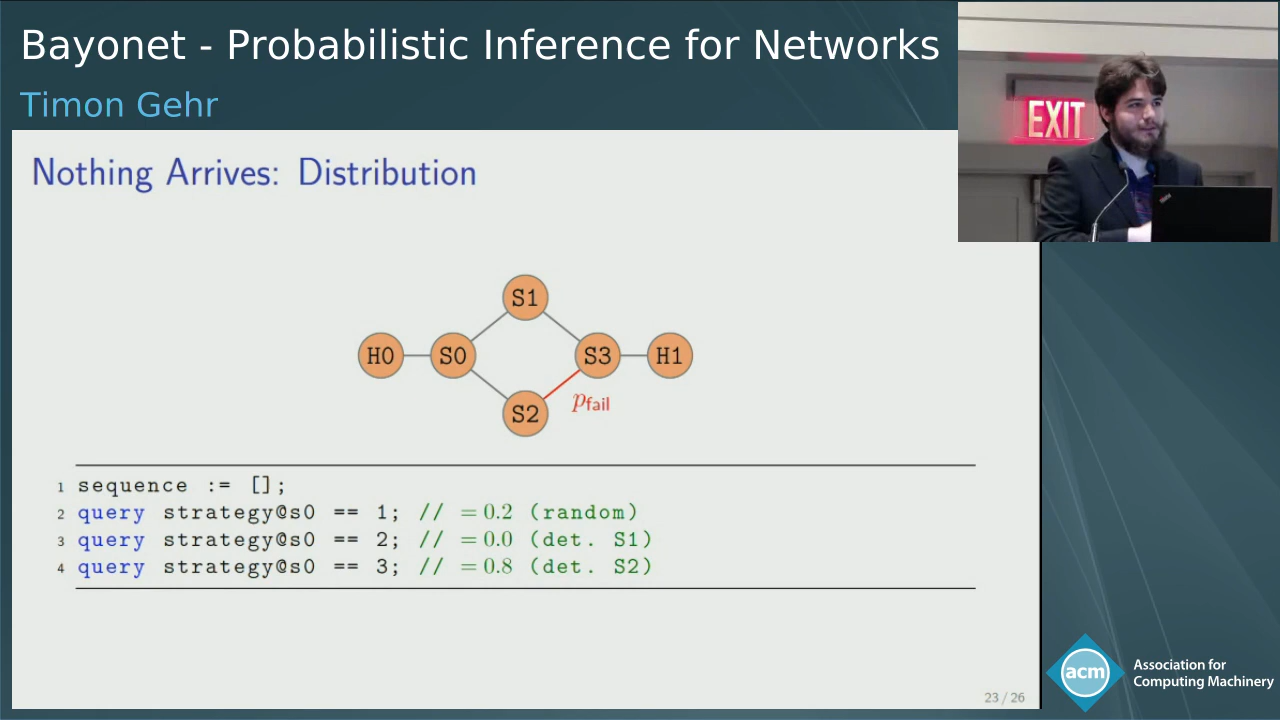 Bayonet - Probabilistic Inference for Networks
Timon Gehr
EXIT
Nothing Arrives: Distribution
S1
H0 S0 S3 H1
S2
pfail
1 sequence := [];
2 query strategy@s0 == 1; // = 0.2 (random)
3 query strategy@s0 == 2; // = 0.0 (det. S1)
4 query strategy@s0 == 3; // = 0.8 (det. S2)
23 / 26
acm
Association for
Computing Machinery